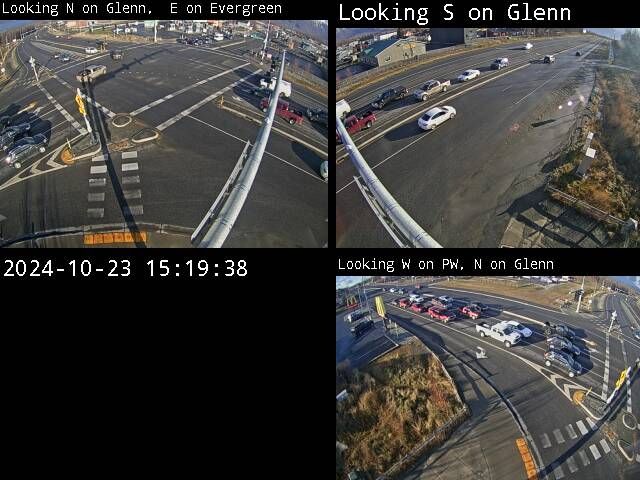 Looking N on Glenn,  E on Evergreen
Looking S on Glenn
2024-10-23 15:19:38
Looking W on PW, N on Glenn